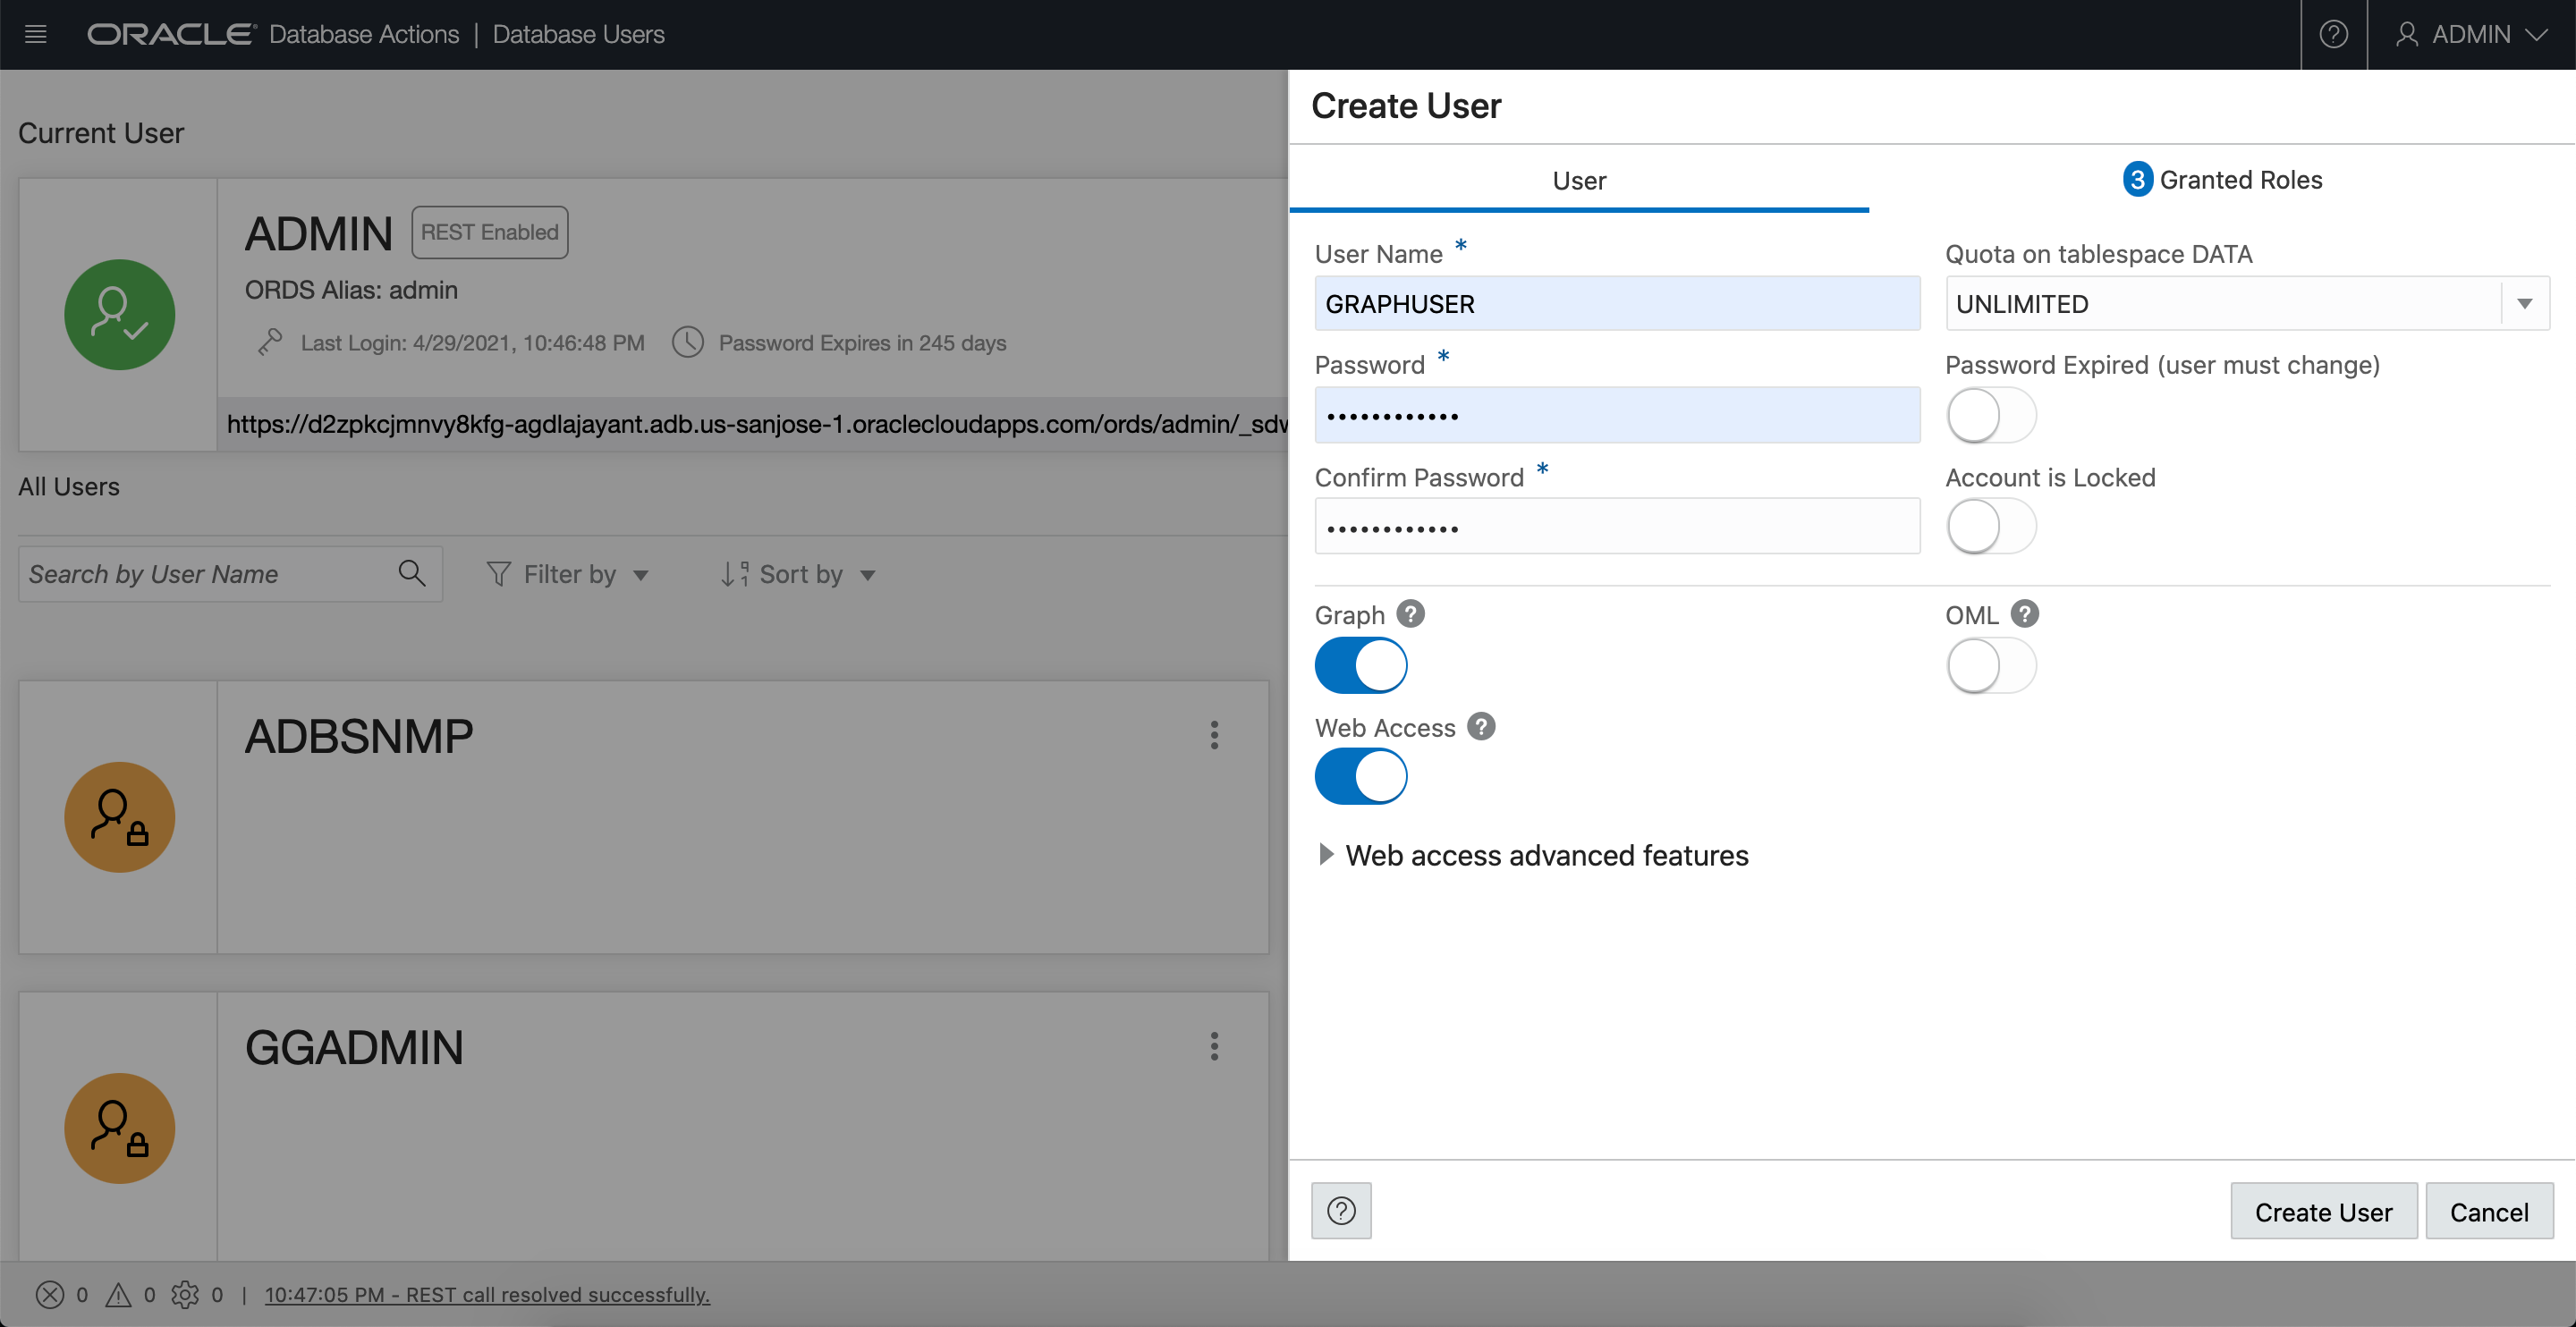 ORACLE Database Actions | Database Users
ADMIN
Current User
ADMIN REST Enabled
ORDS Alias: admin
Last Login: 4/29/2021, 10:46:48 PM Password Expires in 245 days
https://d2zpkcjmnvy8kfg-agdlajayant.adb.us-sanjose-1.oraclecloudapps.com/ords/admin/_sdw
All Users
Search by User Name Filter by Sort by
ADBSNMP
GGADMIN
0 0 0 | 10:47:05 PM - REST call resolved successfully.
Create User
User 3 Granted Roles
User Name * Quota on tablespace DATA
GRAPHUSER UNLIMITED
Password * Password Expired (user must change)
••••••••••••
Confirm Password * Account is Locked
••••••••••••
Graph ? OML ?
Web Access ?
Web access advanced features
? Create User Cancel